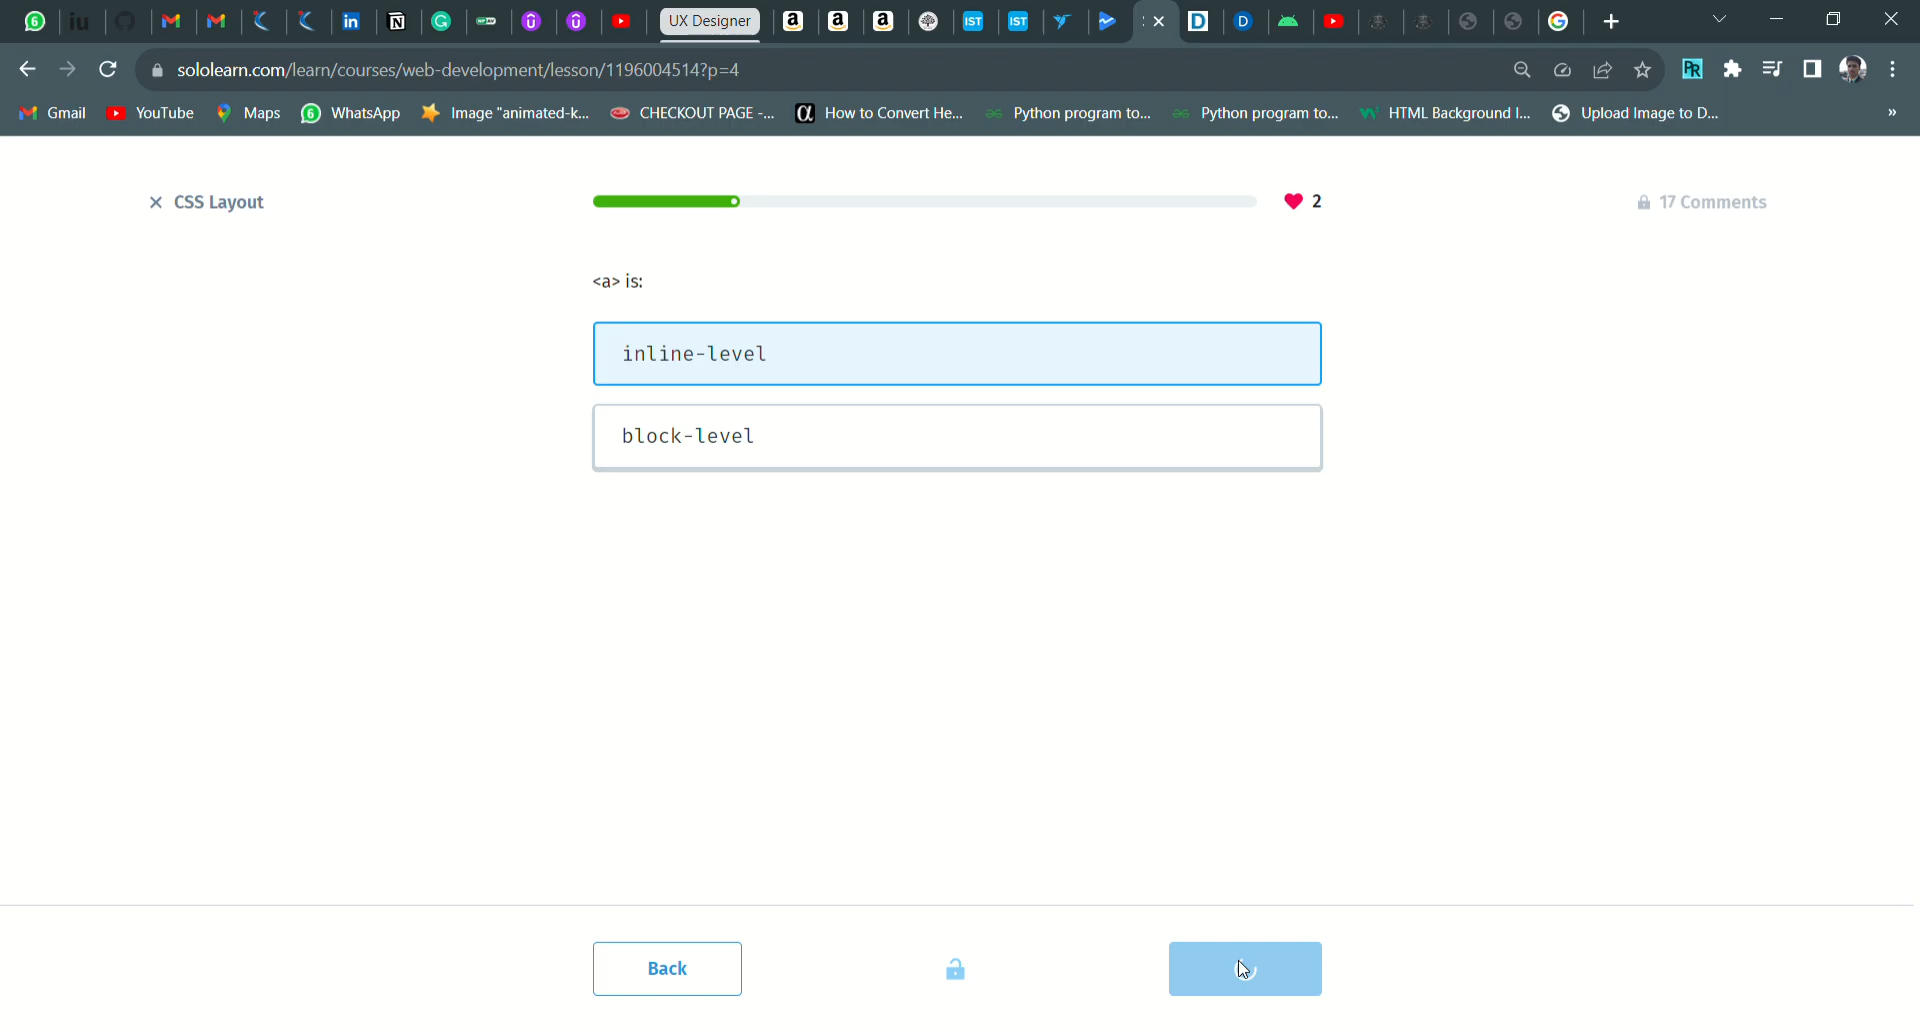 UX Designer
sololearn.com/learn/courses/web-development/lesson/1196004514?p=4
Gmail
YouTube
Maps
WhatsApp
Image "animated-k...
CHECKOUT PAGE -...
How to Convert He...
Python program to...
Python program to...
HTML Background I...
Upload Image to D...
»
CSS Layout
2
17 Comments
<a> is:
inline-level
block-level
Back